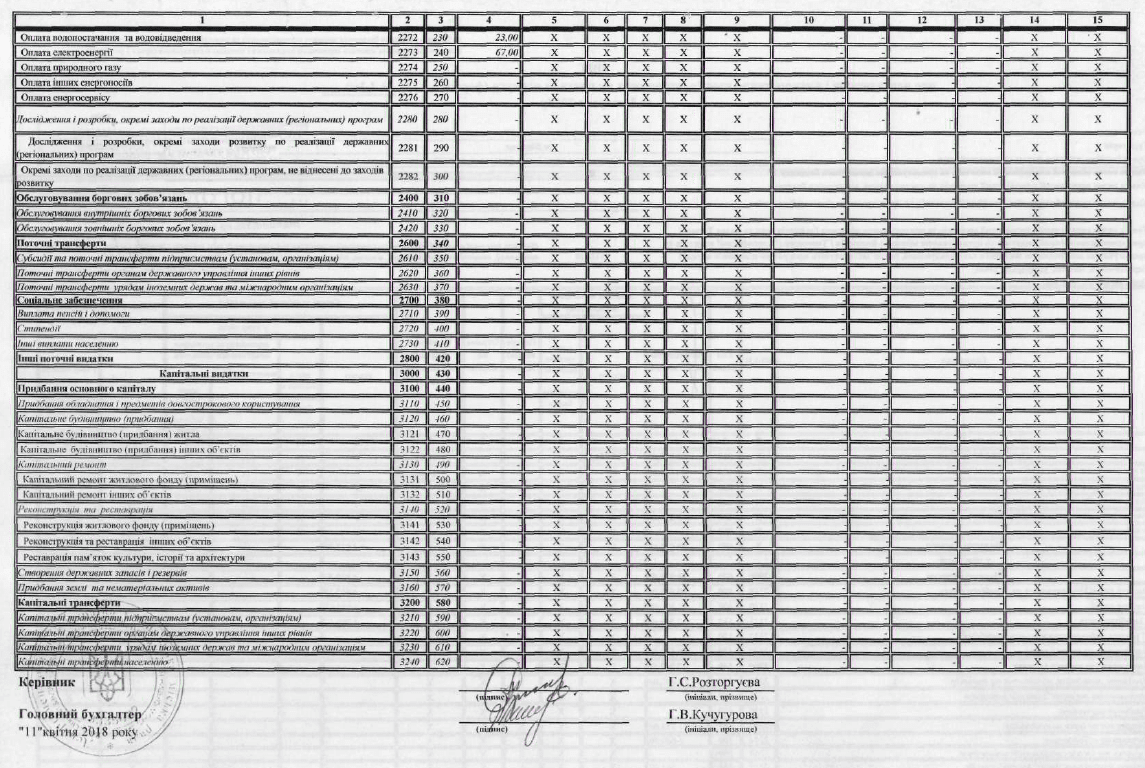 1 2 3 4 5 6 7 8 9 10 11 12 13 14 15
Оплата водопостачання та водовідведення 2272 230 23,00 X X X X X - - - - X X
Оплата електроенергії 2273 240 67,00 X X X X X - - - - X X
Оплата природного газу 2274 250 - X X X X X - - - - X X
Оплата інших енергоносіїв 2275 260 - X X X X X - - - - X X
Оплата енергосервісу 2276 270 - X X X X X - - - - X X
Дослідження і розробки, окремі заходи по реалізації державних (регіональних) програм 2280 280 - X X X X X - - - - X X
Дослідження і розробки, окремі заходи розвитку по реалізації державних
(регіональних) програм 2281 290 - X X X X X - - - - X X
Окремі заходи по реалізації державних (регіональних) програм, не віднесені до заходів
розвитку 2282 300 - X X X X X - - - - X X
Обслуговування боргових зобов'язань 2400 310 - X X X X X - - - - X X
Обслуговування внутрішніх боргових зобов'язань 2410 320 - X X X X X - - - - X X
Обслуговування зовнішніх боргових зобов'язань 2420 330 - X X X X X - - - - X X
Поточні трансферти 2600 340 - X X X X X - - - - X X
Субсидії та поточні трансферти підприємствам (установам, організаціям) 2610 350 - X X X X X - - - - X X
Поточні трансферти органам державного управління інших рівнів 2620 360 - X X X X X - - - - X X
Поточні трансферти урядам іноземних держав та міжнародним організаціям 2630 370 - X X X X X - - - - X X
Соціальне забезпечення 2700 380 - X X X X X - - - - X X
Виплата пенсій і допомоги 2710 390 - X X X X X - - - - X X
Стипендії 2720 400 - X X X X X - - - - X X
Інші виплати населенню 2730 410 - X X X X X - - - - X X
Інші поточні видатки 2800 420 - X X X X X - - - - X X
Капітальні видатки 3000 430 - X X X X X - - - - X X
Придбання основного капіталу 3100 440 - X X X X X - - - - X X
Придбання обладнання і предметів довгострокового користування 3110 450 - X X X X X - - - - X X
Капітальне будівництво (придбання) 3120 460 - X X X X X - - - - X X
Капітальне будівництво (придбання) житла 3121 470 - X X X X X - - - - X X
Капітальне будівництво (придбання) інших об'єктів 3122 480 - X X X X X - - - - X X
Капітальний ремонт 3130 490 - X X X X X - - - - X X
Капітальний ремонт житлового фонду (приміщень) 3131 500 - X X X X X - - - - X X
Капітальний ремонт інших об'єктів 3132 510 - X X X X X - - - - X X
Реконструкція та реставрація 3140 520 - X X X X X - - - - X X
Реконструкція житлового фонду (приміщень) 3141 530 - X X X X X - - - - X X
Реконструкція та реставрація інших об'єктів 3142 540 - X X X X X - - - - X X
Реставрація пам'яток культури, історії та архітектури 3143 550 - X X X X X - - - - X X
Створення державних запасів і резервів 3150 560 - X X X X X - - - - X X
Придбання землі та нематеріальних активів 3160 570 - X X X X X - - - - X X
Капітальні трансферти 3200 580 - X X X X X - - - - X X
Капітальні трансферти підприємствам (установам, організаціям) 3210 590 - X X X X X - - - - X X
Капітальні трансферти органам державного управління інших рівнів 3220 600 - X X X X X - - - - X X
Капітальні трансферти урядам іноземних держав та міжнародним організаціям 3230 610 - X X X X X - - - - X X
Капітальні трансферти населенню 3240 620 - X X X X X - - - - X X
Керівник Г.С.Розторгуєва
(підпис) (ініціали, прізвище)
Головний бухгалтер Г.В.Кучугурова
"11"квітня 2018 року (підпис) (ініціали, прізвище)